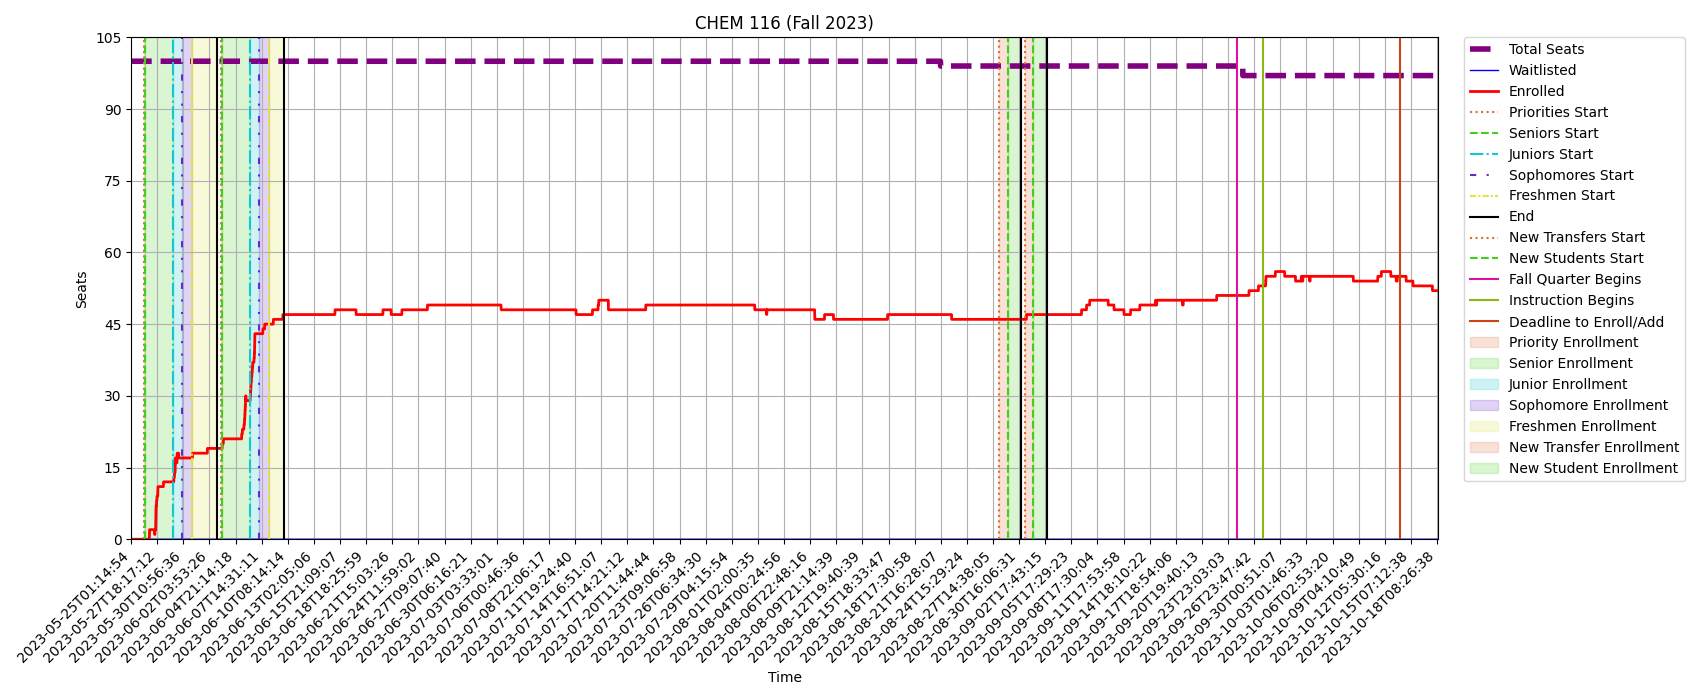 CHEM 116 (Fall 2023)
105
90
75
60
45
30
15
0
Seats
2023-05-25T01:14:54
2023-05-27T18:17:12
2023-05-30T10:56:36
2023-06-02T03:53:26
2023-06-04T21:14:18
2023-06-07T14:31:11
2023-06-10T08:14:14
2023-06-13T02:05:06
2023-06-15T21:09:07
2023-06-18T18:25:59
2023-06-21T15:03:26
2023-06-24T11:59:02
2023-06-27T09:07:40
2023-06-30T06:16:21
2023-07-03T03:33:01
2023-07-06T00:46:36
2023-07-08T22:06:17
2023-07-11T19:24:40
2023-07-14T16:51:07
2023-07-17T14:21:12
2023-07-20T11:44:44
2023-07-23T09:06:58
2023-07-26T06:34:30
2023-07-29T04:15:54
2023-08-01T02:00:35
2023-08-04T00:24:56
2023-08-06T22:48:16
2023-08-09T21:14:39
2023-08-12T19:40:39
2023-08-15T18:33:47
2023-08-18T17:30:58
2023-08-21T16:28:07
2023-08-24T15:29:24
2023-08-27T14:38:05
2023-08-30T16:06:31
2023-09-02T17:43:15
2023-09-05T17:29:23
2023-09-08T17:30:04
2023-09-11T17:53:58
2023-09-14T18:10:22
2023-09-17T18:54:06
2023-09-20T19:40:13
2023-09-23T23:03:03
2023-09-26T23:47:42
2023-09-30T00:51:07
2023-10-03T01:46:33
2023-10-06T02:53:20
2023-10-09T04:10:49
2023-10-12T05:30:16
2023-10-15T07:12:38
2023-10-18T08:26:38
Time
Total Seats
Waitlisted
Enrolled
Priorities Start
Seniors Start
Juniors Start
Sophomores Start
Freshmen Start
End
New Transfers Start
New Students Start
Fall Quarter Begins
Instruction Begins
Deadline to Enroll/Add
Priority Enrollment
Senior Enrollment
Junior Enrollment
Sophomore Enrollment
Freshmen Enrollment
New Transfer Enrollment
New Student Enrollment